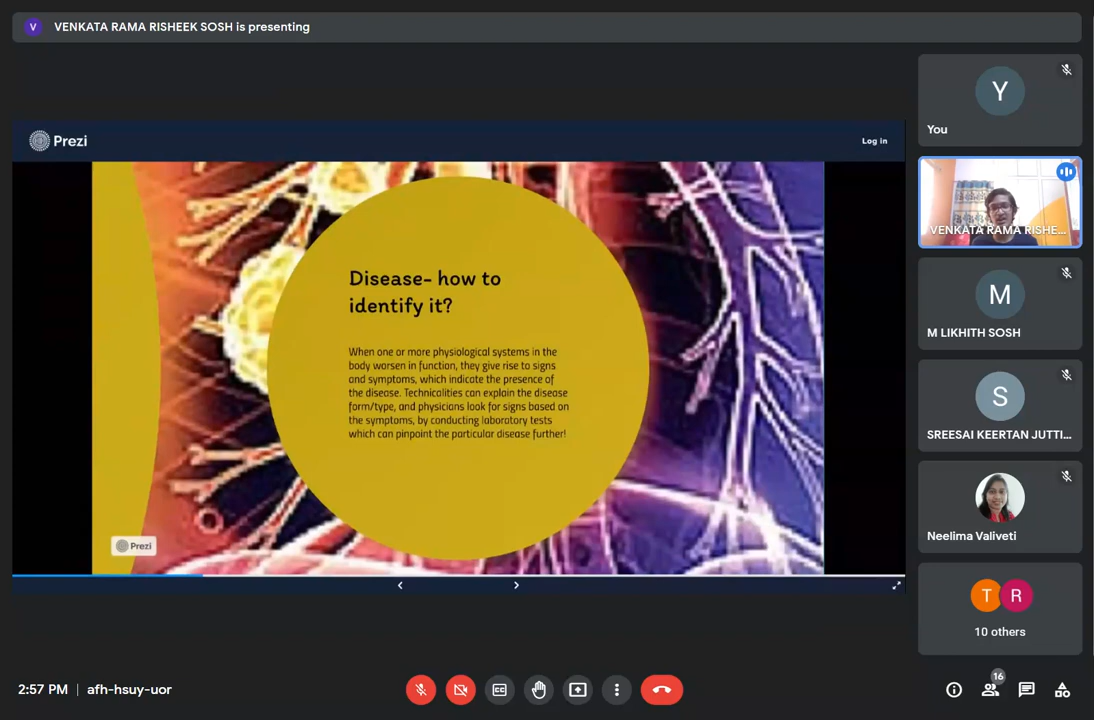 V VENKATA RAMA RISHEEK SOSH is presenting
Prezi
Log in
Disease- how to
identify it?
When one or more physiological systems in the
body worsen in function, they give rise to signs
and symptoms, which indicate the presence of
the disease. Technicalities can explain the disease
form/type, and physicians look for signs based on
the symptoms, by conducting laboratory tests
which can pinpoint the particular disease further!
Prezi
Y
You
VENKATA RAMA RISHE...
M
M LIKHITH SOSH
S
SREESAI KEERTAN JUTTI...
Neelima Valiveti
T R
10 others
2:57 PM | afh-hsuy-uor
CC
16